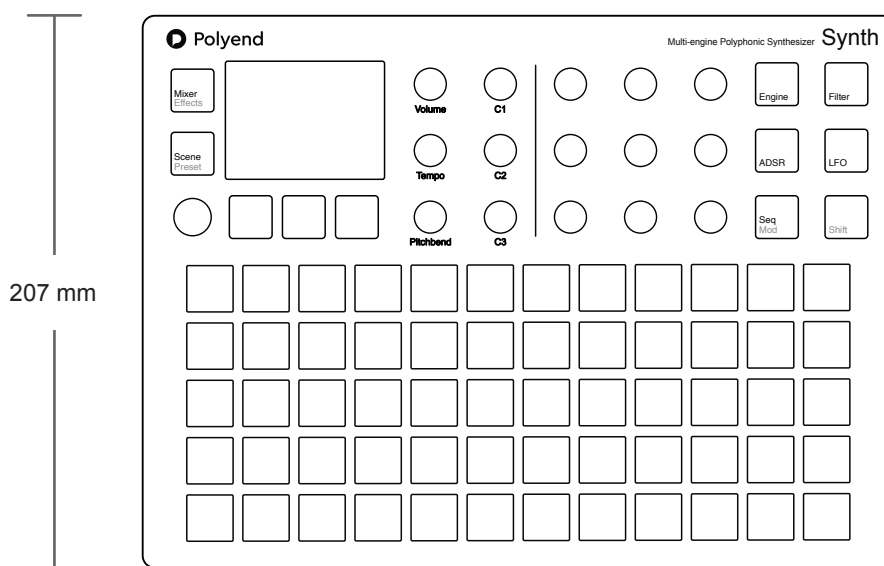 Polyend
Multi-engine Polyphonic Synthesizer Synth
Mixer
Effects
Volume
C1
Engine
Filter
Scene
Preset
Tempo
C2
ADSR
LFO
Pitchbend
C3
Seq
Mod
Shift
207 mm